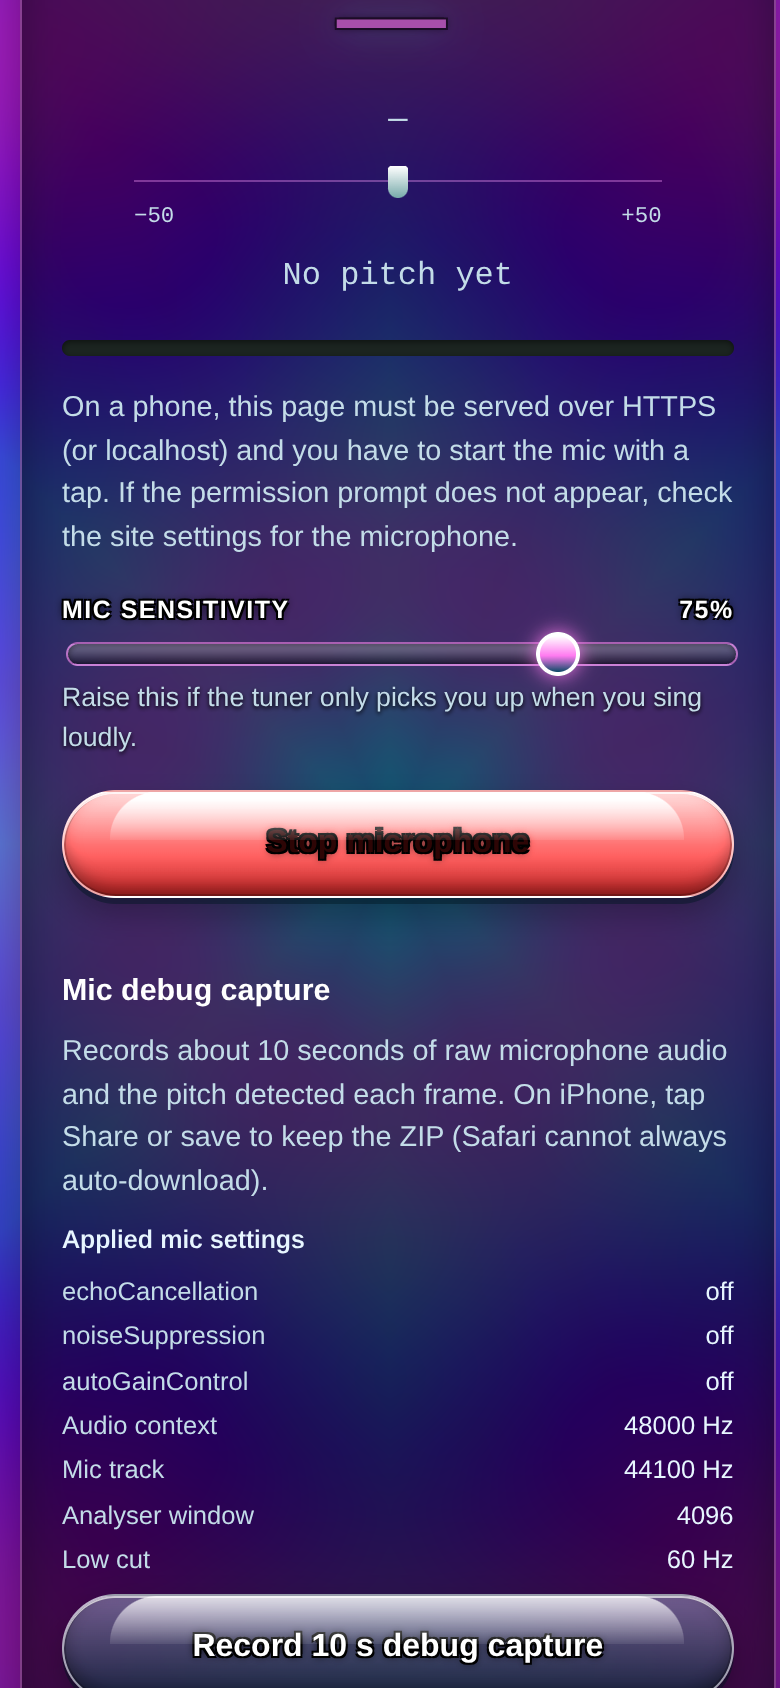 —
−50 +50
No pitch yet
On a phone, this page must be served over HTTPS
(or localhost) and you have to start the mic with a
tap. If the permission prompt does not appear, check
the site settings for the microphone.
MIC SENSITIVITY 75%
Raise this if the tuner only picks you up when you sing
loudly.
Stop microphone
Mic debug capture
Records about 10 seconds of raw microphone audio
and the pitch detected each frame. On iPhone, tap
Share or save to keep the ZIP (Safari cannot always
auto-download).
Applied mic settings
echoCancellation off
noiseSuppression off
autoGainControl off
Audio context 48000 Hz
Mic track 44100 Hz
Analyser window 4096
Low cut 60 Hz
Record 10 s debug capture